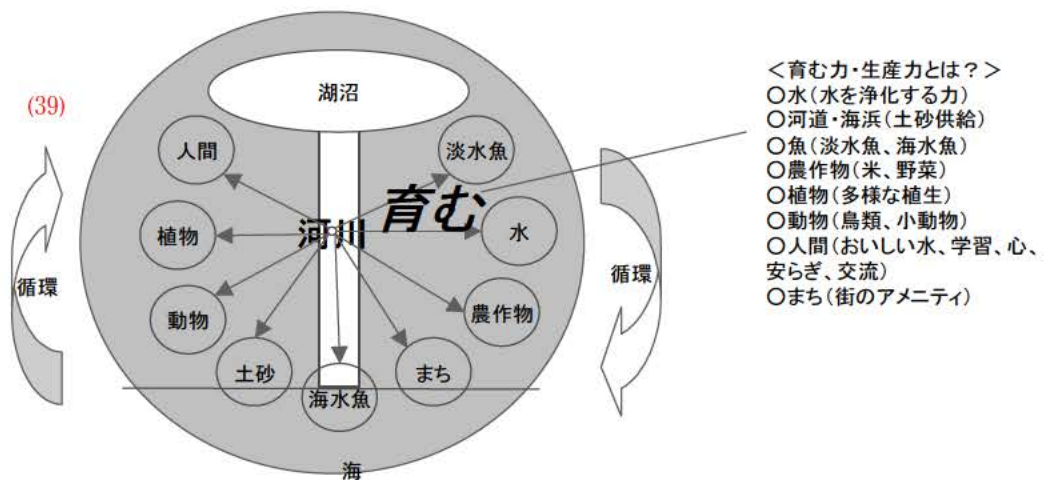 (39)
湖沼
人間
淡水魚
育む
河川
植物
水
循環
循環
動物
農作物
土砂
まち
海水魚
海
＜育む力・生産力とは？＞
○水(水を浄化する力)
○河道・海浜(土砂供給)
○魚(淡水魚、海水魚)
○農作物(米、野菜)
○植物(多様な植生)
○動物(鳥類、小動物)
○人間(おいしい水、学習、心、
安らぎ、交流)
○まち(街のアメニティ)